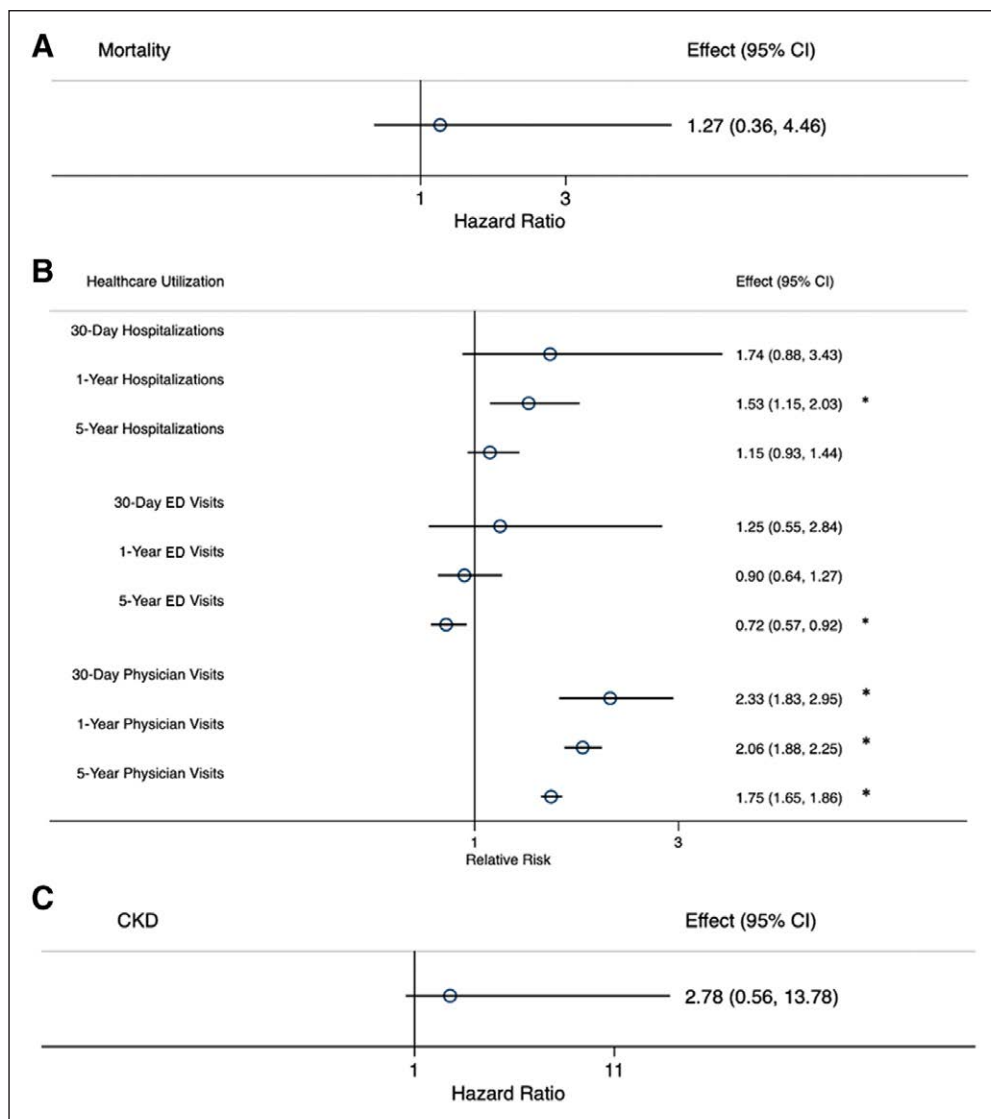 A
Mortality Effect (95% CI)
1.27 (0.36, 4.46)
1 3
Hazard Ratio
B
Healthcare Utilization Effect (95% CI)
30-Day Hospitalizations
1.74 (0.88, 3.43)
1-Year Hospitalizations
1.53 (1.15, 2.03) *
5-Year Hospitalizations
1.15 (0.93, 1.44)
30-Day ED Visits
1.25 (0.55, 2.84)
1-Year ED Visits
0.90 (0.64, 1.27)
5-Year ED Visits
0.72 (0.57, 0.92) *
30-Day Physician Visits
2.33 (1.83, 2.95) *
1-Year Physician Visits
2.06 (1.88, 2.25) *
5-Year Physician Visits
1.75 (1.65, 1.86) *
1 3
Relative Risk
C
CKD Effect (95% CI)
2.78 (0.56, 13.78)
1 11
Hazard Ratio